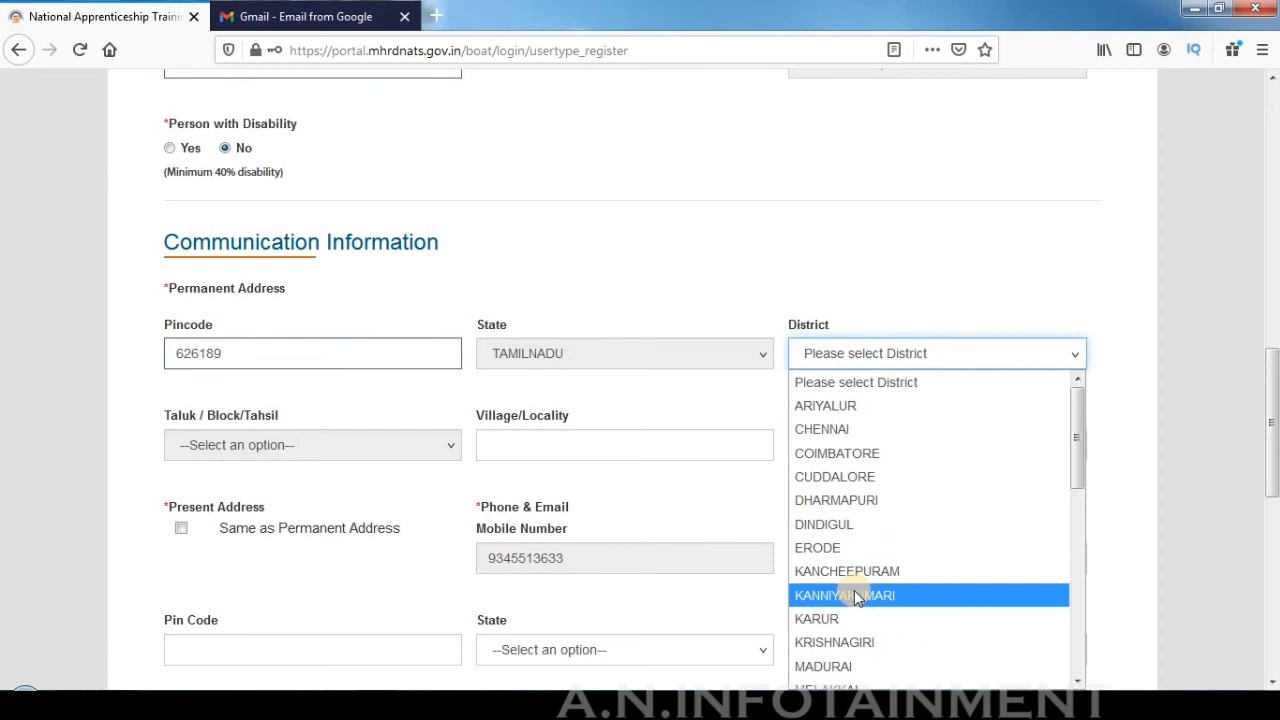 National Apprenticeship Traini
Gmail - Email from Google
https://portal.mhrdnats.gov.in/boat/login/usertype_register
IQ
*Person with Disability
Yes No
(Minimum 40% disability)
Communication Information
*Permanent Address
Pincode State District
626189 TAMILNADU Please select District
Please select District
ARIYALUR
CHENNAI
COIMBATORE
CUDDALORE
DHARMAPURI
DINDIGUL
ERODE
KANCHEEPURAM
KANNIYAKUMARI
KARUR
KRISHNAGIRI
MADURAI
Taluk / Block/Tahsil Village/Locality
--Select an option--
*Present Address *Phone & Email
Same as Permanent Address Mobile Number
9345513633
Pin Code State
--Select an option--
A.N.INFOTAINMENT